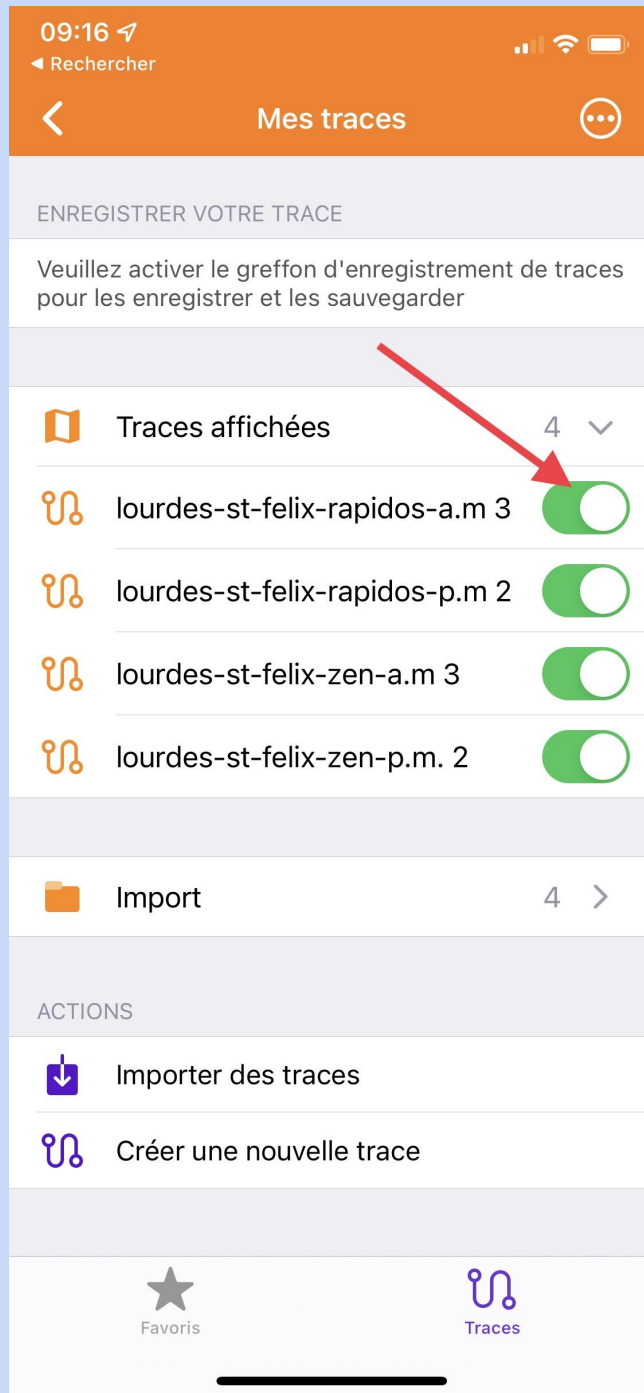 09:16
◀ Rechercher
Mes traces
ENREGISTRER VOTRE TRACE
Veuillez activer le greffon d'enregistrement de traces
pour les enregistrer et les sauvegarder
Traces affichées 4
lourdes-st-felix-rapidos-a.m 3
lourdes-st-felix-rapidos-p.m 2
lourdes-st-felix-zen-a.m 3
lourdes-st-felix-zen-p.m. 2
Import 4
ACTIONS
Importer des traces
Créer une nouvelle trace
Favoris Traces